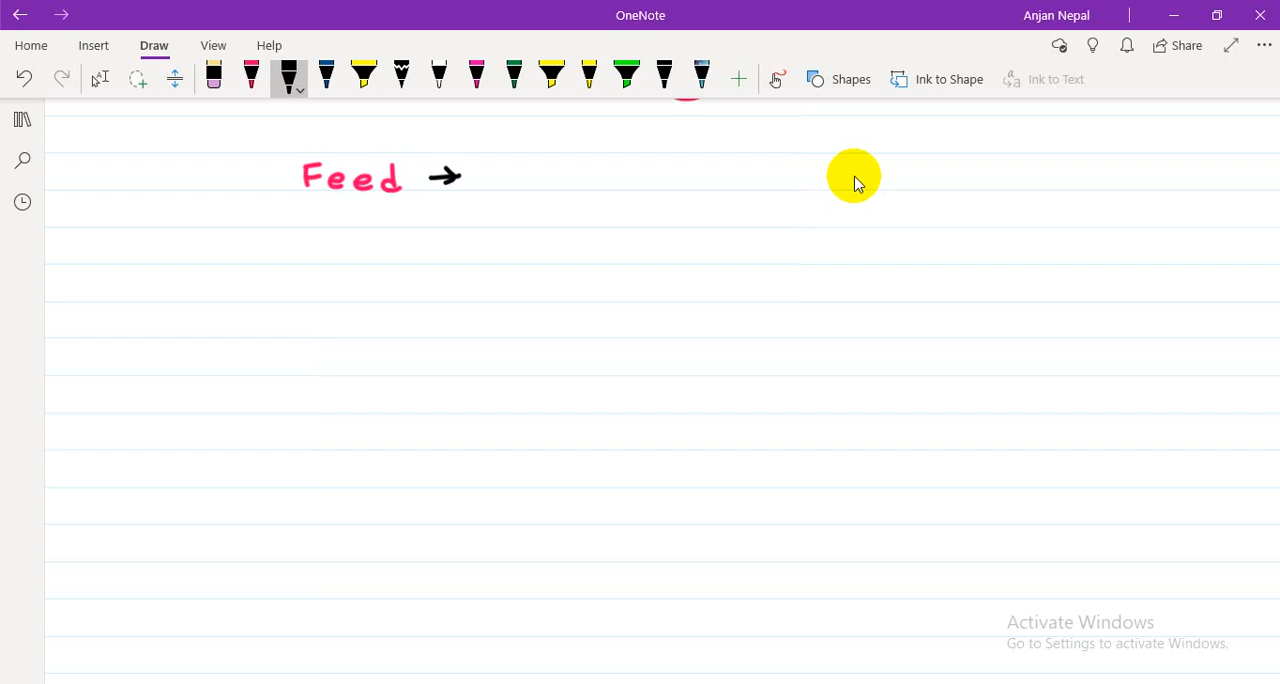 OneNote
Anjan Nepal
Home Insert Draw View Help
Share
Shapes Ink to Shape Ink to Text
Feed →
Activate Windows
Go to Settings to activate Windows.